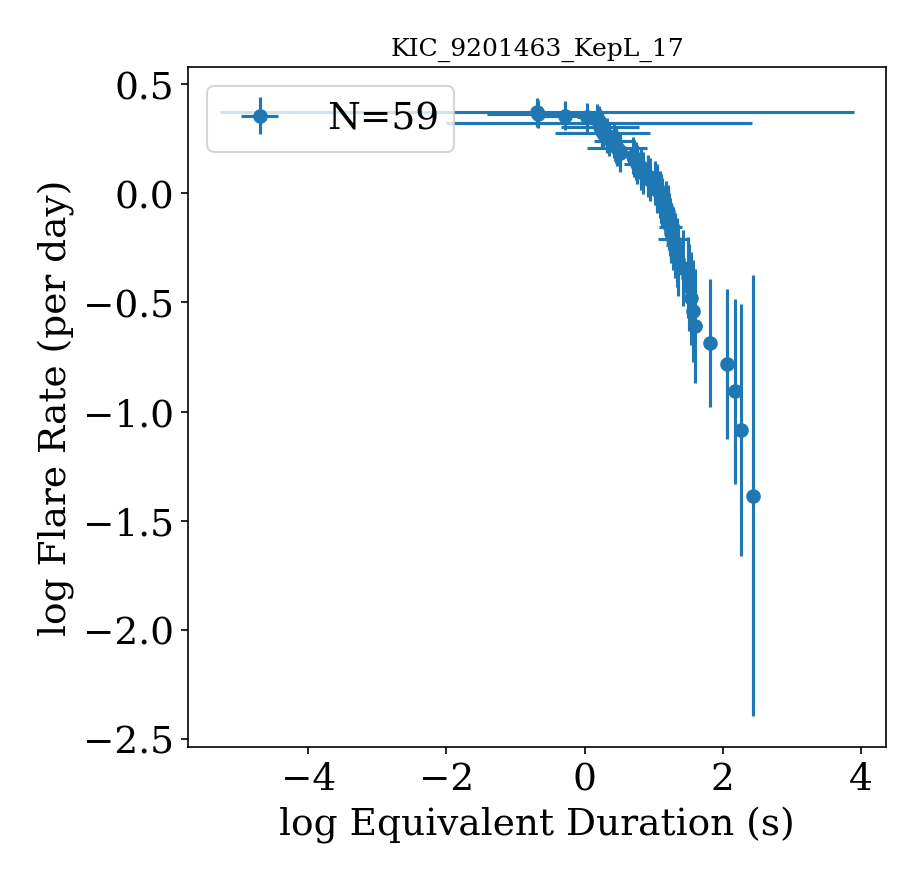 KIC_9201463_KepL_17
N=59
0.5
0.0
−0.5
−1.0
−1.5
−2.0
−2.5
log Flare Rate (per day)
−4 −2 0 2 4
log Equivalent Duration (s)